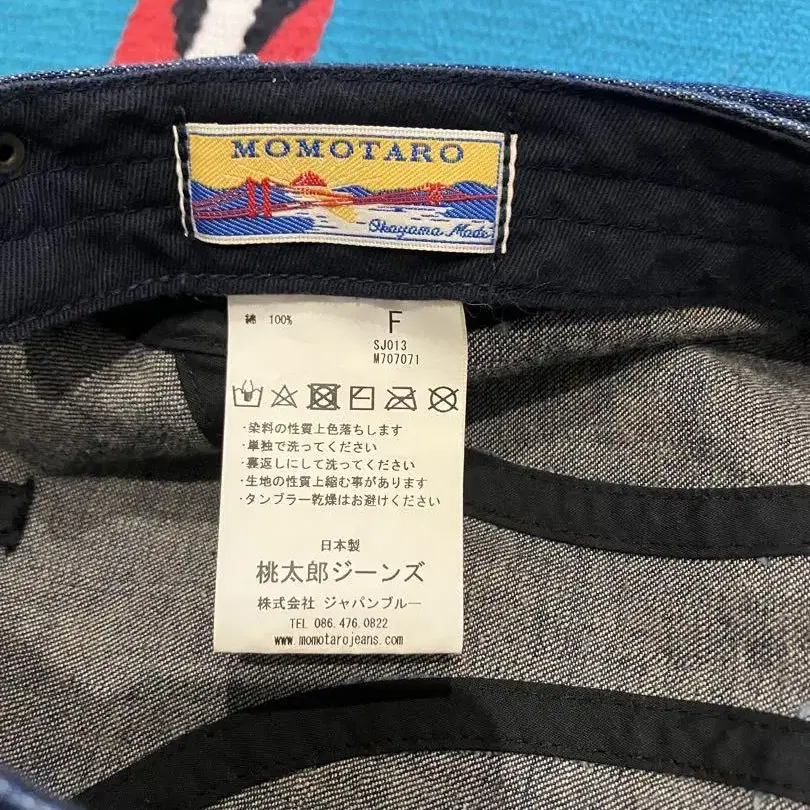 MOMOTARO
Okayama Made
綿 100%
F
SJ013
M707071
・染料の性質上色落ちします
・単独で洗ってください
・裏返しにして洗ってください
・生地の性質上縮む事があります
・タンブラー乾燥はお避けください
日本製
桃太郎ジーンズ
株式会社 ジャパンブルー
TEL 086.476.0822
www.momotarojeans.com